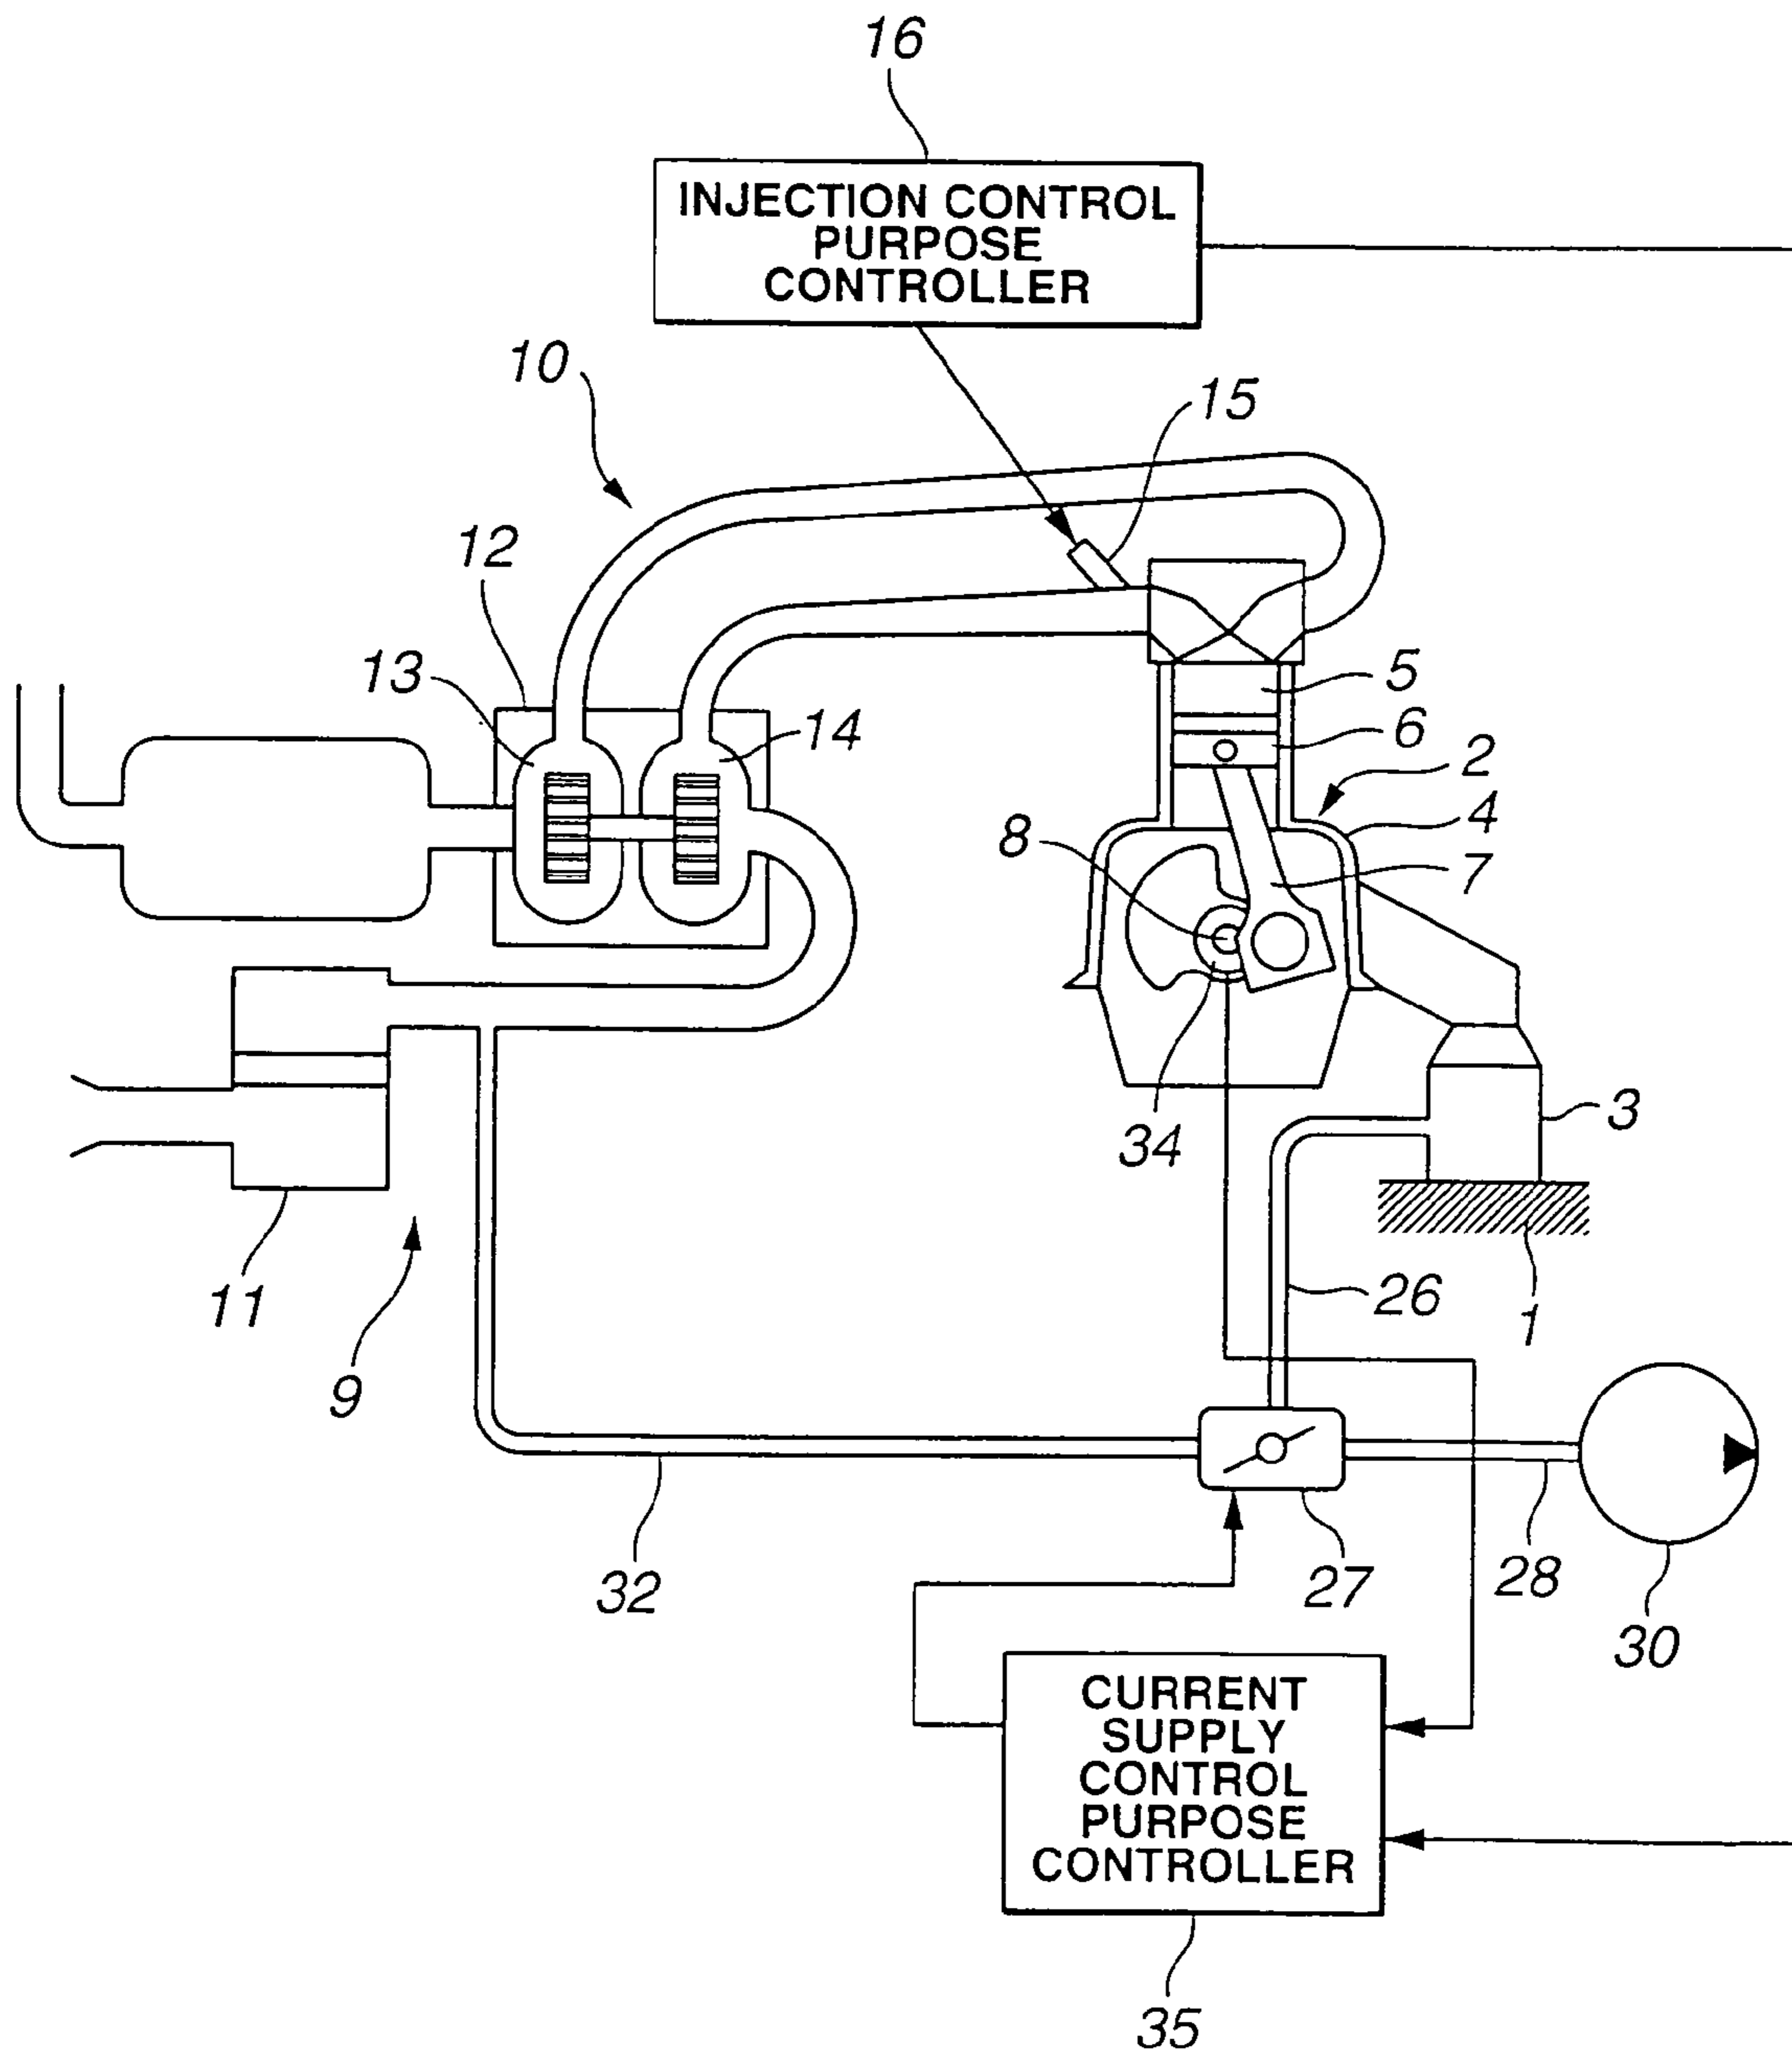 16
INJECTION CONTROL
PURPOSE
CONTROLLER
10
15
12
13
14
5
6
2
4
8
7
34
3
11
9
26
1
32
27
28
30
CURRENT
SUPPLY
CONTROL
PURPOSE
CONTROLLER
35